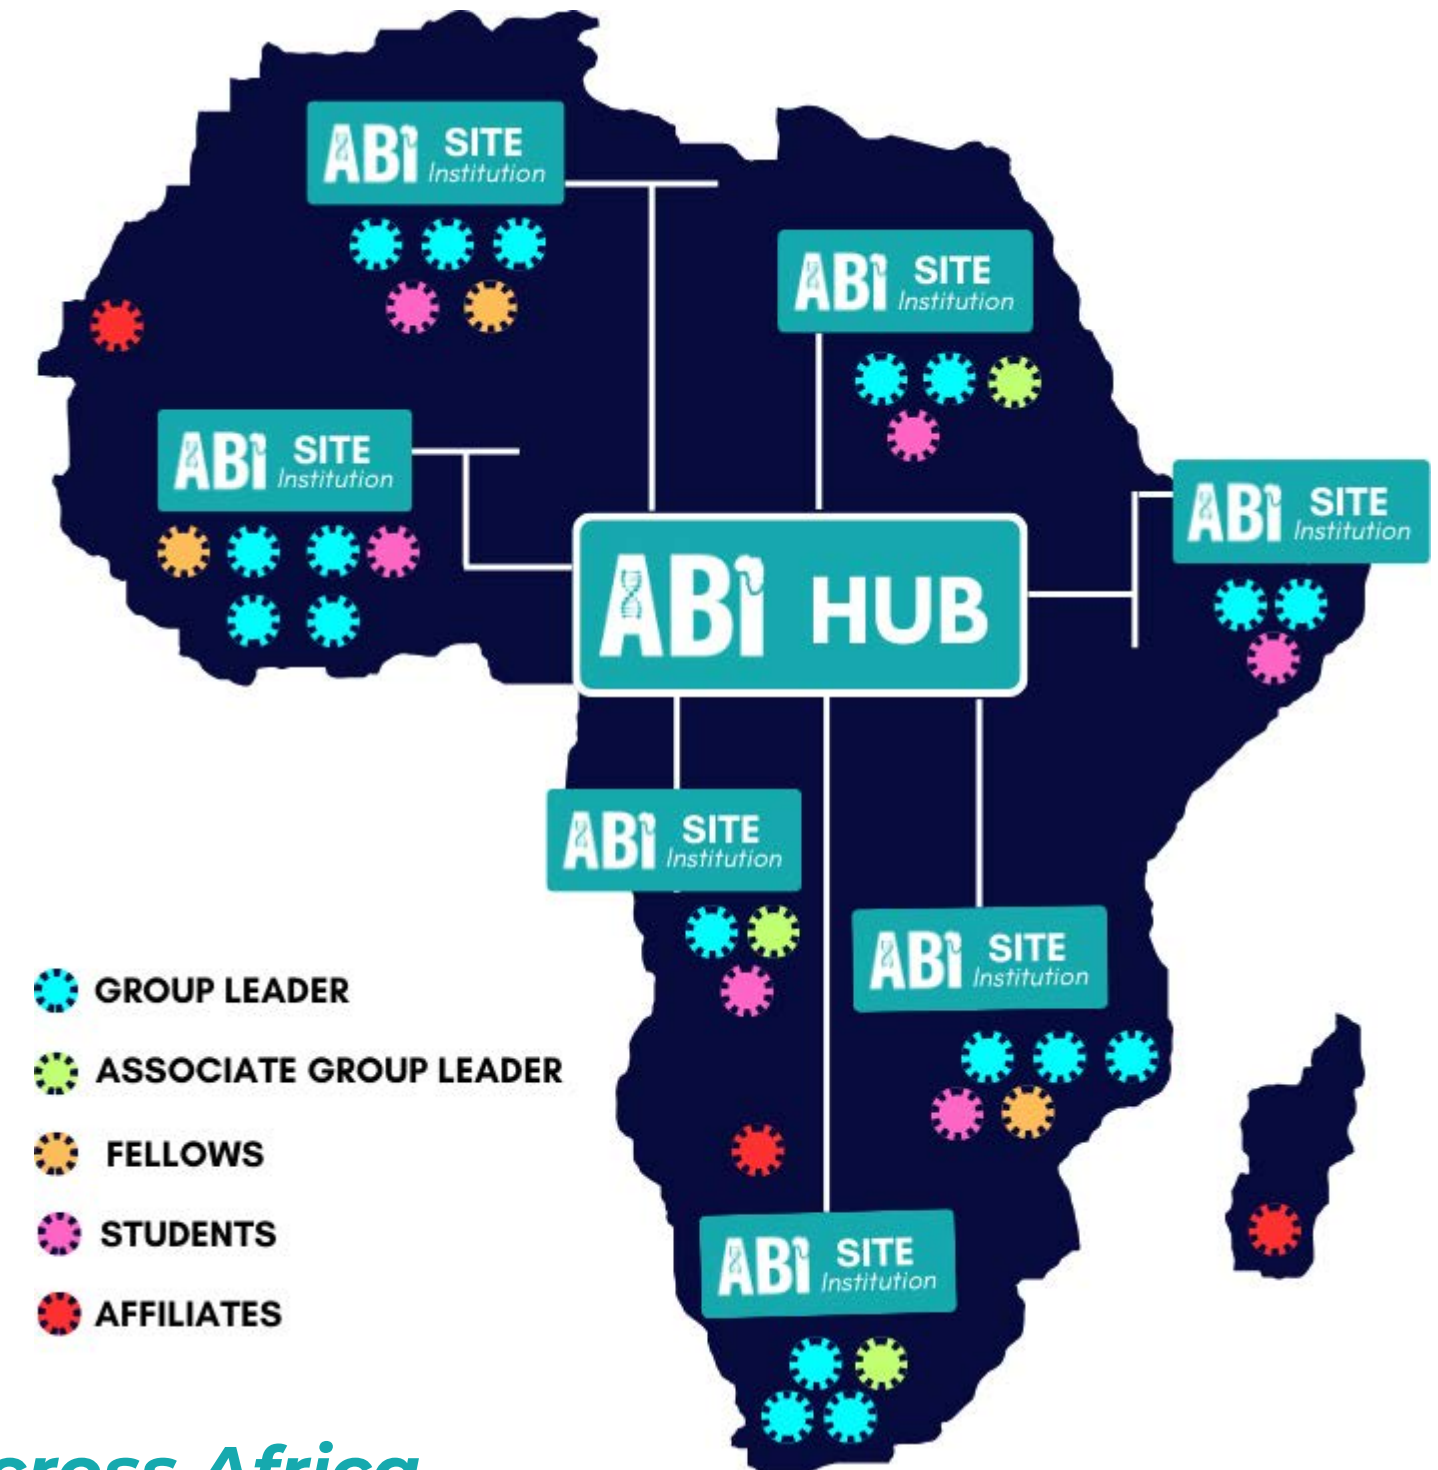 ABI SITE
Institution
ABI SITE
Institution
ABI SITE
Institution
ABI SITE
Institution
ABI HUB
ABI SITE
Institution
ABI SITE
Institution
GROUP LEADER
ASSOCIATE GROUP LEADER
FELLOWS
STUDENTS
AFFILIATES
ABI SITE
Institution
Africa